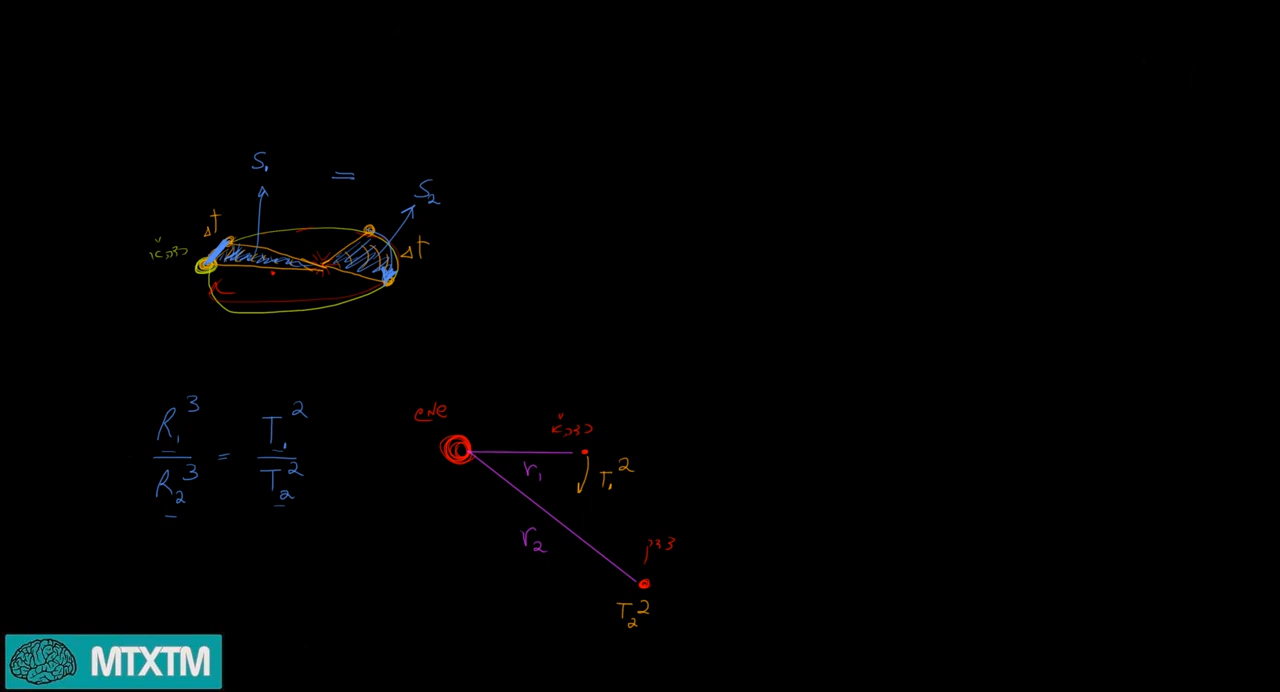 S₁ = S₂
Δt
Δt
R₁³ / R₂³ = T₁² / T₂²
r₁
T₁²
r₂
T₂²
MTXTM